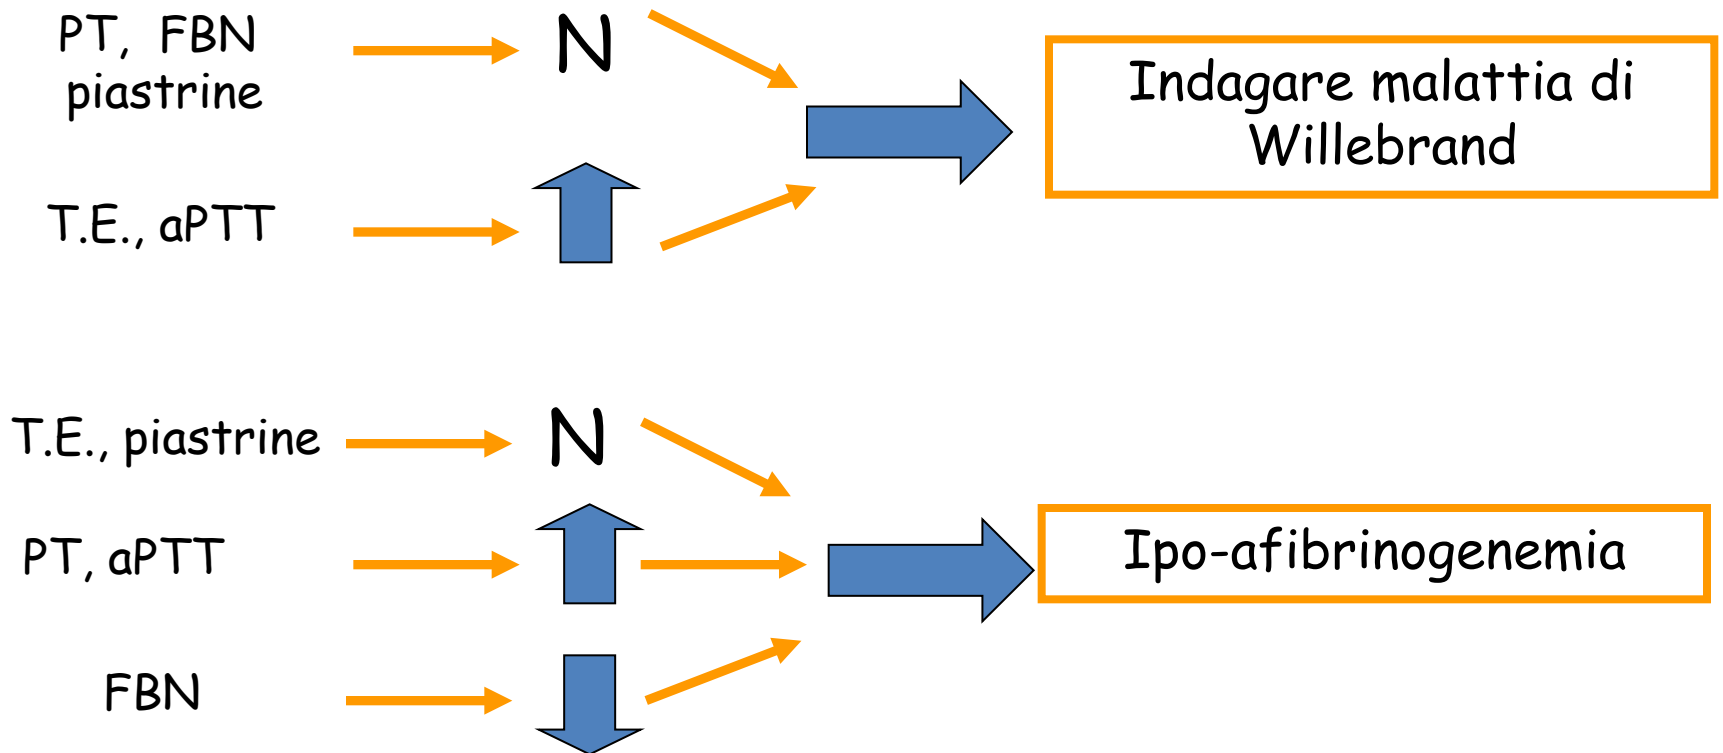 PT, FBN
piastrine
N
Indagare malattia di
Willebrand
T.E., aPTT
T.E., piastrine
N
PT, aPTT
Ipo-afibrinogenemia
FBN